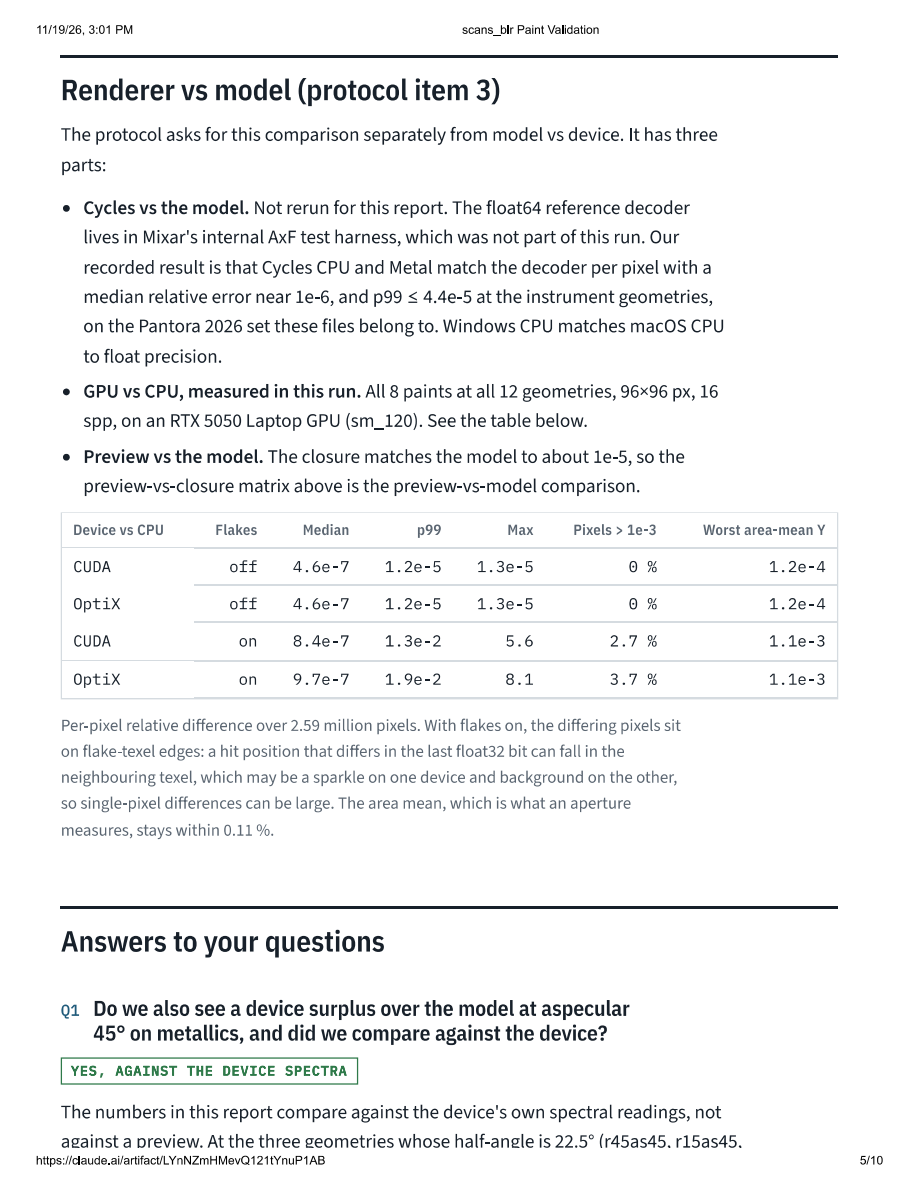 11/19/26, 3:01 PM scans_blr Paint Validation
Renderer vs model (protocol item 3)
The protocol asks for this comparison separately from model vs device. It has three
parts:
• Cycles vs the model. Not rerun for this report. The float64 reference decoder
lives in Mixar's internal AxF test harness, which was not part of this run. Our
recorded result is that Cycles CPU and Metal match the decoder per pixel with a
median relative error near 1e-6, and p99 ≤ 4.4e-5 at the instrument geometries,
on the Pantora 2026 set these files belong to. Windows CPU matches macOS CPU
to float precision.
• GPU vs CPU, measured in this run. All 8 paints at all 12 geometries, 96×96 px, 16
spp, on an RTX 5050 Laptop GPU (sm_120). See the table below.
• Preview vs the model. The closure matches the model to about 1e-5, so the
preview-vs-closure matrix above is the preview-vs-model comparison.
Device vs CPU Flakes Median p99 Max Pixels > 1e-3 Worst area-mean Y
CUDA off 4.6e-7 1.2e-5 1.3e-5 0 % 1.2e-4
OptiX off 4.6e-7 1.2e-5 1.3e-5 0 % 1.2e-4
CUDA on 8.4e-7 1.3e-2 5.6 2.7 % 1.1e-3
OptiX on 9.7e-7 1.9e-2 8.1 3.7 % 1.1e-3
Per-pixel relative difference over 2.59 million pixels. With flakes on, the differing pixels sit
on flake-texel edges: a hit position that differs in the last float32 bit can fall in the
neighbouring texel, which may be a sparkle on one device and background on the other,
so single-pixel differences can be large. The area mean, which is what an aperture
measures, stays within 0.11 %.
Answers to your questions
Q1 Do we also see a device surplus over the model at aspecular
45° on metallics, and did we compare against the device?
YES, AGAINST THE DEVICE SPECTRA
The numbers in this report compare against the device's own spectral readings, not
against a preview. At the three geometries whose half-angle is 22.5° (r45as45, r15as45,
https://claude.ai/artifact/LYnNZmHMevQ121tYnuP1AB 5/10